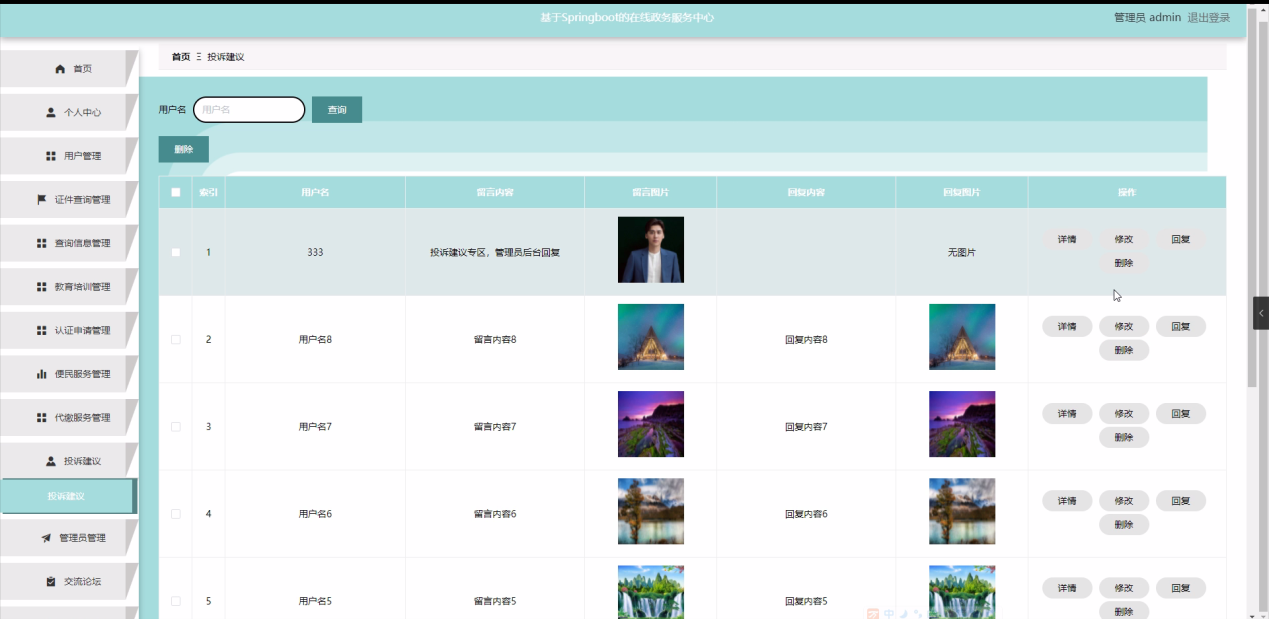 基于Springboot的在线政务服务中心
管理员 admin 退出登录
首页 Ξ 投诉建议
首页
个人中心
用户管理
证件查询管理
查询信息管理
教育培训管理
认证申请管理
便民服务管理
代缴服务管理
投诉建议
投诉建议
管理员管理
交流论坛
用户名 用户名 查询
删除
索引 用户名 留言内容 留言图片 回复内容 回复图片 操作
1 333 投诉建议专区，管理员后台回复 无图片 详情 修改 回复
删除
2 用户名8 留言内容8 回复内容8 详情 修改 回复
删除
3 用户名7 留言内容7 回复内容7 详情 修改 回复
删除
4 用户名6 留言内容6 回复内容6 详情 修改 回复
删除
5 用户名5 留言内容5 回复内容5 详情 修改 回复
删除
中